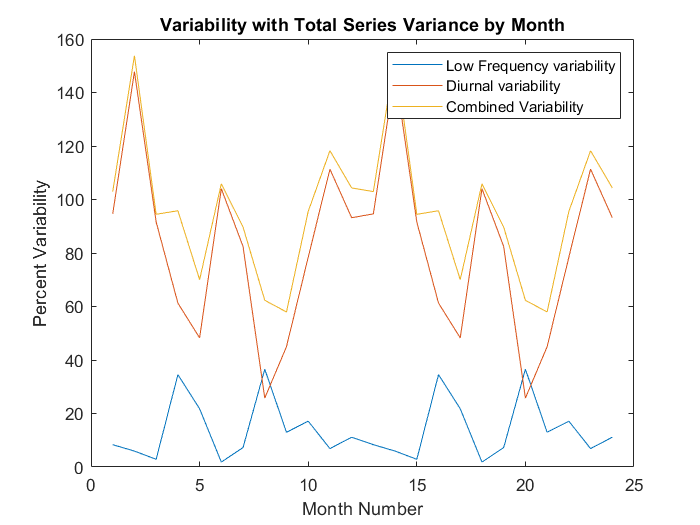 Variability with Total Series Variance by Month
160
140
120
100
80
60
40
20
0
Percent Variability
Low Frequency variability
Diurnal variability
Combined Variability
0 5 10 15 20 25
Month Number